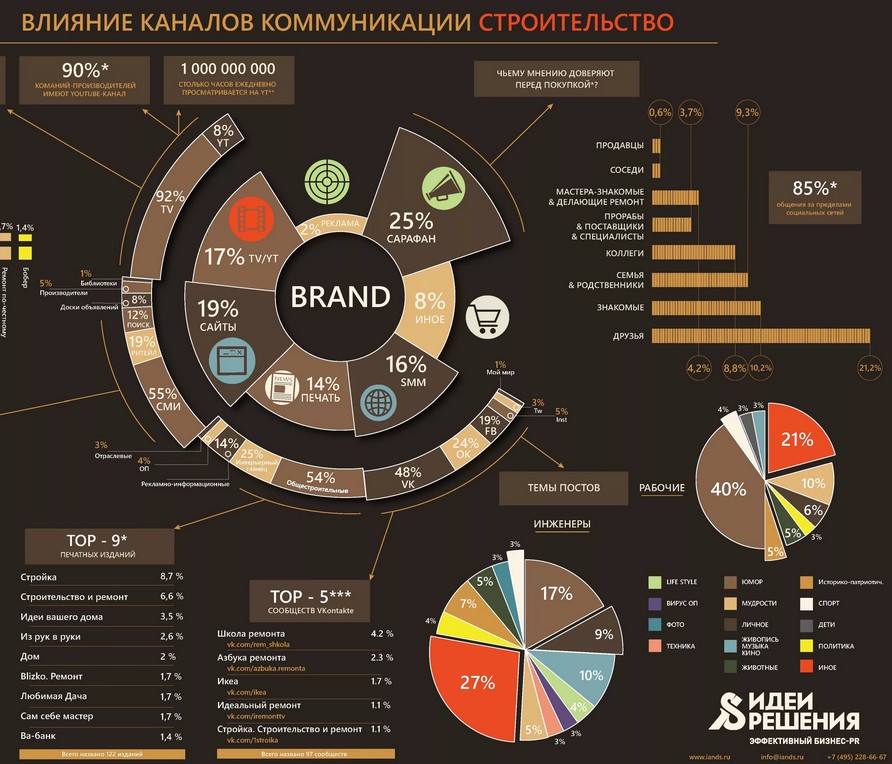 ВЛИЯНИЕ КАНАЛОВ КОММУНИКАЦИИ СТРОИТЕЛЬСТВО
90%*
КОМАНИЙ-ПРОИЗВОДИТЕЛЕЙ
ИМЕЮТ YOUTUBE-КАНАЛ
1 000 000 000
СТОЛЬКО ЧАСОВ ЕЖЕДНЕВНО
ПРОСМАТРИВАЕТСЯ НА YT**
ЧЬЕМУ МНЕНИЮ ДОВЕРЯЮТ
ПЕРЕД ПОКУПКОЙ*?
8%
YT
92%
TV
2% РЕКЛАМА
25%
САРАФАН
17% TV/YT
BRAND
8%
ИНОЕ
19%
САЙТЫ
16%
SMM
14%
ПЕЧАТЬ
NEWS
,7% 1,4%
Ремонт по-честному
Бобер
1%
Библиотеки
5%
Производители
8%
Доски объявлений
12%
ПОИСК
19%
РИТЕЙЛ
55%
СМИ
3%
Отраслевые
4%
ОП
14%
Рекламно-информационные
25%
Интерьерный
глянец
54%
Общестроительные
48%
VK
24%
OK
19%
FB
1%
Мой мир
3%
Tw
5%
Inst
0,6% 3,7% 9,3%
ПРОДАВЦЫ
СОСЕДИ
МАСТЕРА-ЗНАКОМЫЕ
& ДЕЛАЮЩИЕ РЕМОНТ
ПРОРАБЫ
& ПОСТАВЩИКИ
& СПЕЦИАЛИСТЫ
КОЛЛЕГИ
СЕМЬЯ
& РОДСТВЕННИКИ
ЗНАКОМЫЕ
ДРУЗЬЯ
4,2% 8,8% 10,2% 21,2%
85%*
общения за пределами
социальных сетей
ТЕМЫ ПОСТОВ
РАБОЧИЕ
4% 3% 3%
21%
10%
6%
3%
5%
5%
40%
ИНЖЕНЕРЫ
3%
3%
17%
9%
10%
4%
3%
3%
5%
27%
4%
7%
5%
LIFE STYLE
ВИРУС ОП
ФОТО
ТЕХНИКА
ЮМОР
МУДРОСТИ
ЛИЧНОЕ
ЖИВОПИСЬ
МУЗЫКА
КИНО
ЖИВОТНЫЕ
Историко-патриотич.
СПОРТ
ДЕТИ
ПОЛИТИКА
ИНОЕ
TOP - 9*
ПЕЧАТНЫХ ИЗДАНИЙ
Стройка 8,7 %
Строительство и ремонт 6,6 %
Идеи вашего дома 3,5 %
Из рук в руки 2,6 %
Дом 2 %
Blizko. Ремонт 1,7 %
Любимая Дача 1,7 %
Сам себе мастер 1,7 %
Ва-банк 1,4 %
Всего названо 122 изданий
TOP - 5***
СООБЩЕСТВ VKontakte
Школа ремонта 4.2 %
vk.com/rem_shkola
Азбука ремонта 2.3 %
vk.com/azbuka.remonta
Икеа 1.7 %
vk.com/ikea
Идеальный ремонт 1.1 %
vk.com/iremonttv
Стройка. Строительство и ремонт 1.1 %
vk.com/1stroika
Всего названо 97 сообществ
ИДЕИ
РЕШЕНИЯ
ЭФФЕКТИВНЫЙ БИЗНЕС-PR
www.iands.ru info@iands.ru +7 (495) 228-66-67